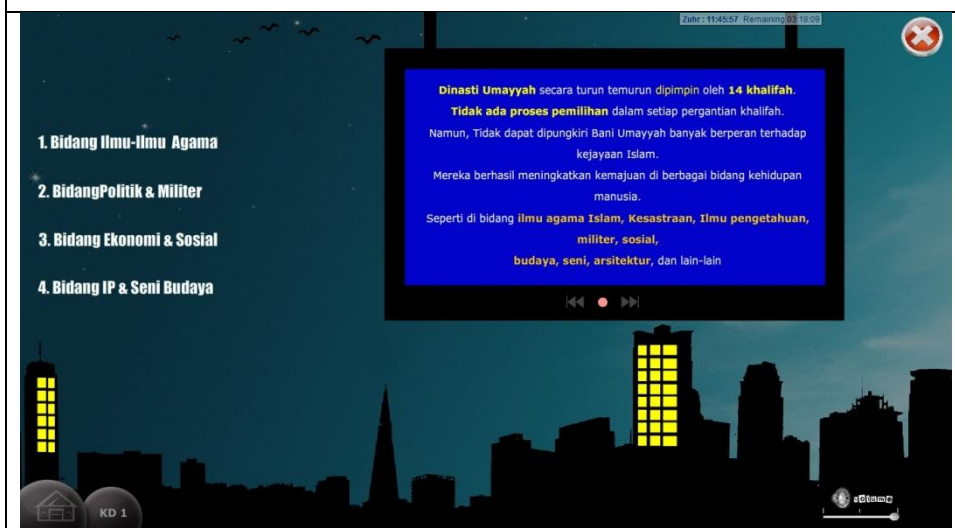 Zuhr : 11:45:57 Remaining 03:18:09
Dinasti Umayyah secara turun temurun dipimpin oleh 14 khalifah.
Tidak ada proses pemilihan dalam setiap pergantian khalifah.
Namun, Tidak dapat dipungkiri Bani Umayyah banyak berperan terhadap
kejayaan Islam.
Mereka berhasil meningkatkan kemajuan di berbagai bidang kehidupan
manusia.
Seperti di bidang ilmu agama Islam, Kesastraan, Ilmu pengetahuan,
militer, sosial,
budaya, seni, arsitektur, dan lain-lain
1. Bidang Ilmu-Ilmu Agama
2. BidangPolitik & Militer
3. Bidang Ekonomi & Sosial
4. Bidang IP & Seni Budaya
KD 1
volume